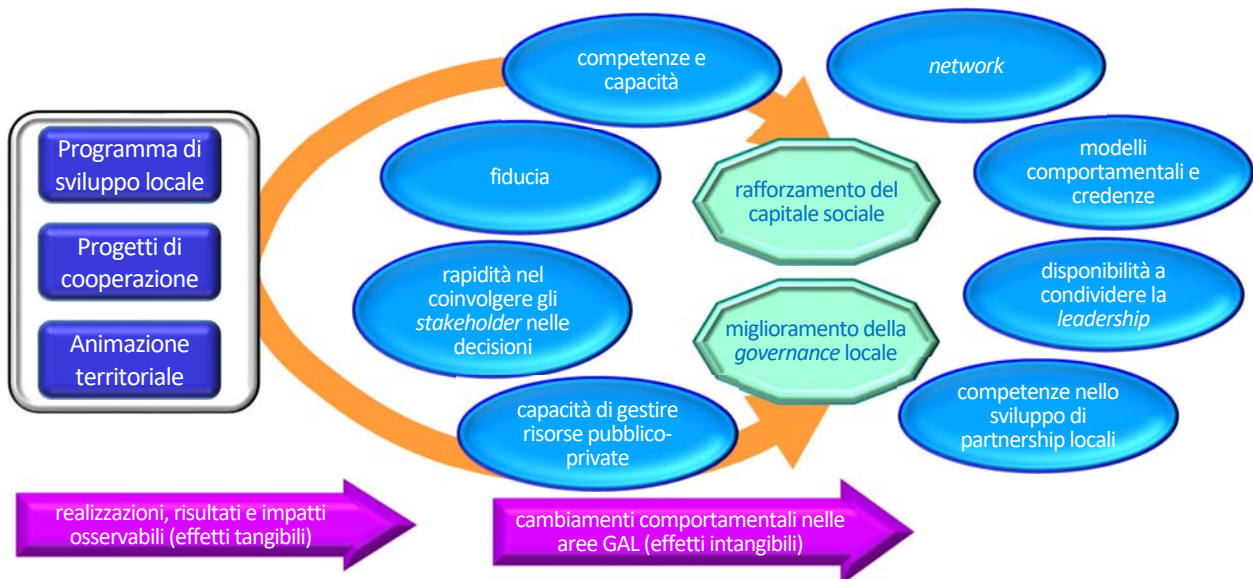 Programma di
sviluppo locale
Progetti di
cooperazione
Animazione
territoriale
competenze e
capacità
fiducia
rapidità nel
coinvolgere gli
stakeholder nelle
decisioni
capacità di gestire
risorse pubblico-
private
rafforzamento del
capitale sociale
miglioramento della
governance locale
network
modelli
comportamentali e
credenze
disponibilità a
condividere la
leadership
competenze nello
sviluppo di
partnership locali
realizzazioni, risultati e impatti
osservabili (effetti tangibili)
cambiamenti comportamentali nelle
aree GAL (effetti intangibili)